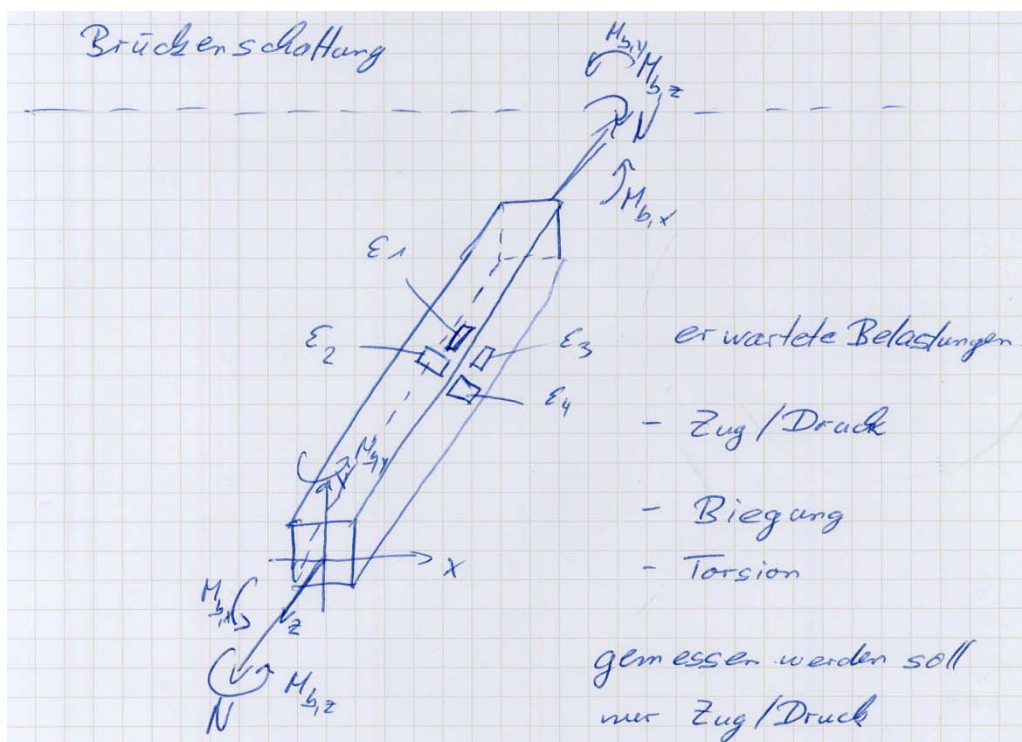 Brückenschaltung
M_b,y
M_b,z
N
M_b,x
ε1
ε2
ε3
ε4
erwartete Belastungen
- Zug/Druck
- Biegung
- Torsion
M_b,y
x
M_b,x
z
M_b,z
N
gemessen werden soll
nur Zug/Druck